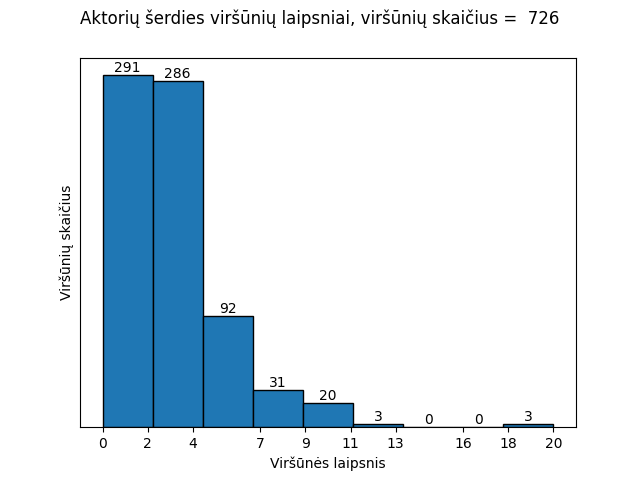 Aktorių šerdies viršūnių laipsniai, viršūnių skaičius =  726
291
286
92
31
20
3
0
0
3
Viršūnių skaičius
0 2 4 7 9 11 13 16 18 20
Viršūnės laipsnis